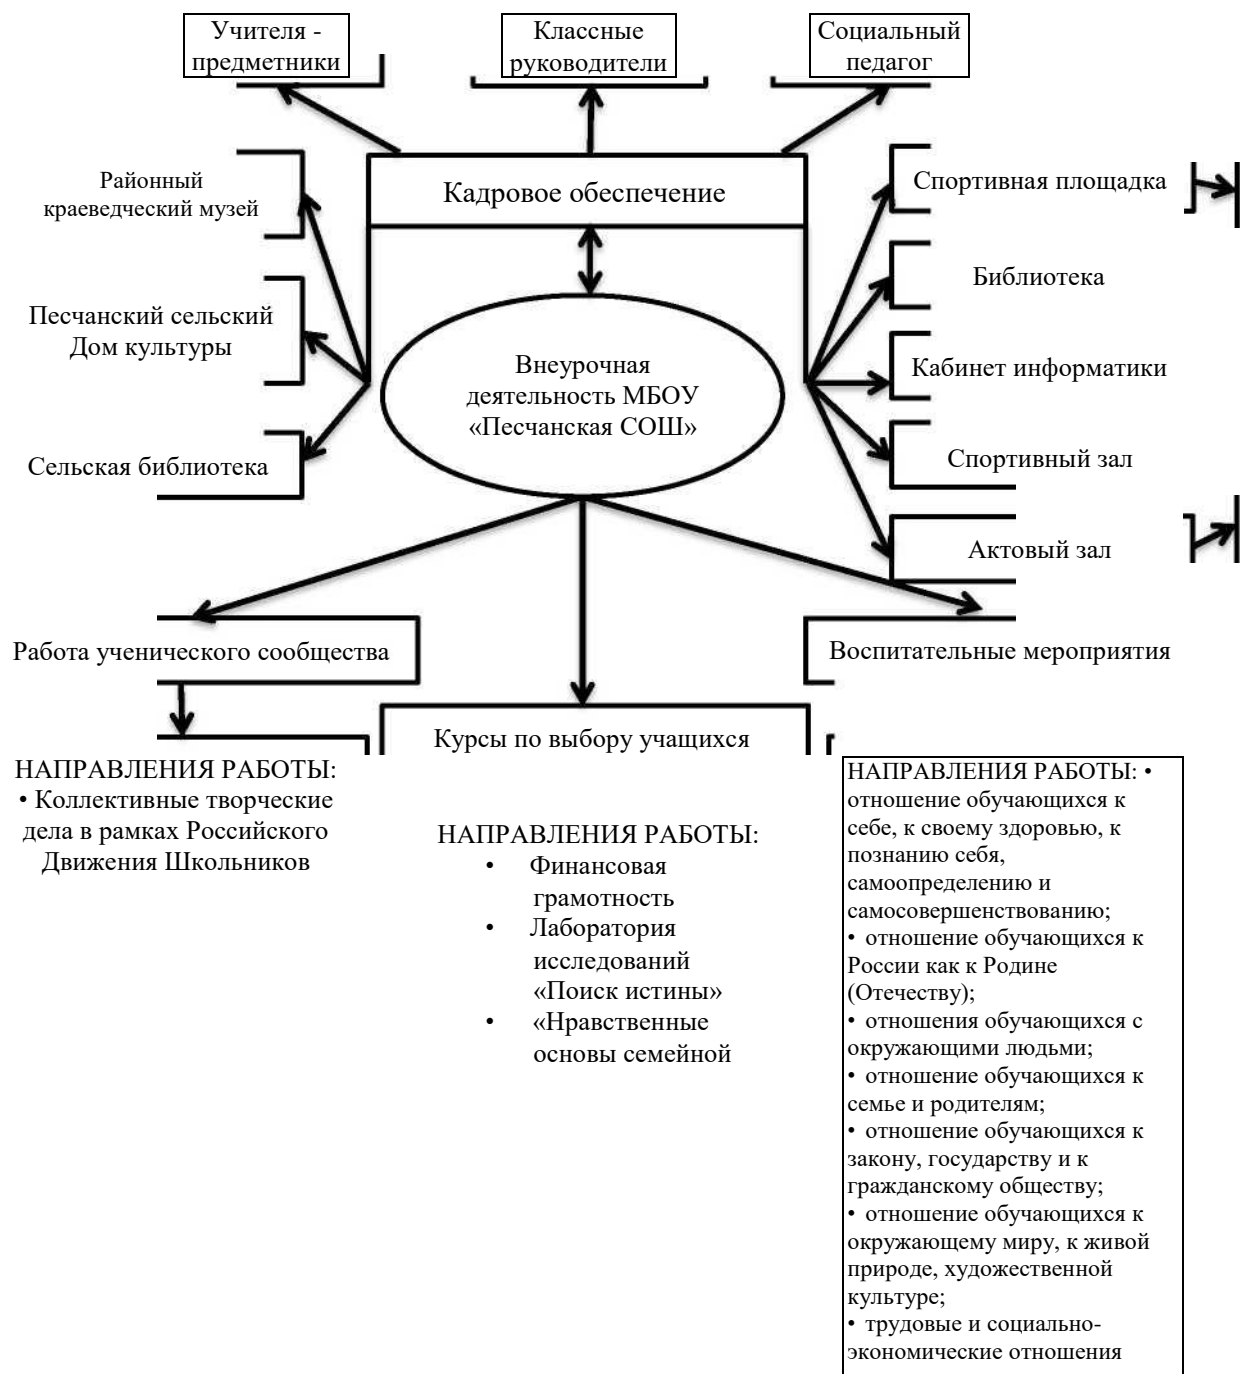 Учителя -
предметники
Классные
руководители
Социальный
педагог
Кадровое обеспечение
Районный
краеведческий музей
Песчанский сельский
Дом культуры
Сельская библиотека
Внеурочная
деятельность МБОУ
«Песчанская СОШ»
Спортивная площадка
Библиотека
Кабинет информатики
Спортивный зал
Актовый зал
Работа ученического сообщества
НАПРАВЛЕНИЯ РАБОТЫ:
• Коллективные творческие
дела в рамках Российского
Движения Школьников
Курсы по выбору учащихся
НАПРАВЛЕНИЯ РАБОТЫ:
• Финансовая
грамотность
• Лаборатория
исследований
«Поиск истины»
• «Нравственные
основы семейной
Воспитательные мероприятия
НАПРАВЛЕНИЯ РАБОТЫ: •
отношение обучающихся к
себе, к своему здоровью, к
познанию себя,
самоопределению и
самосовершенствованию;
• отношение обучающихся к
России как к Родине
(Отечеству);
• отношения обучающихся с
окружающими людьми;
• отношение обучающихся к
семье и родителям;
• отношение обучающихся к
закону, государству и к
гражданскому обществу;
• отношение обучающихся к
окружающему миру, к живой
природе, художественной
культуре;
• трудовые и социально-
экономические отношения